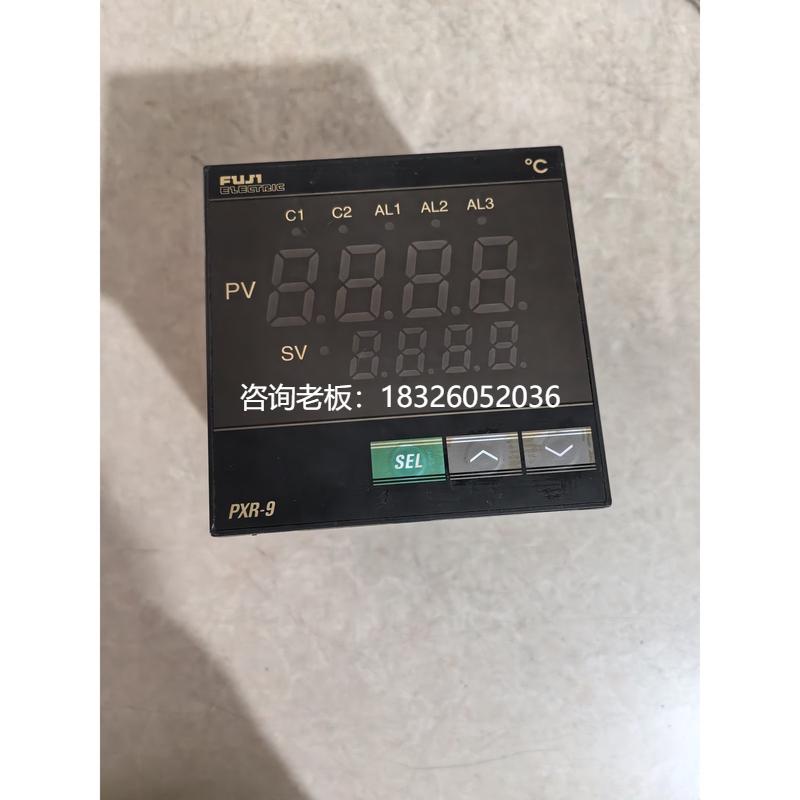 FUJI
ELECTRIC
°C
C1 C2 AL1 AL2 AL3
PV
SV
咨询老板：18326052036
SEL
PXR-9